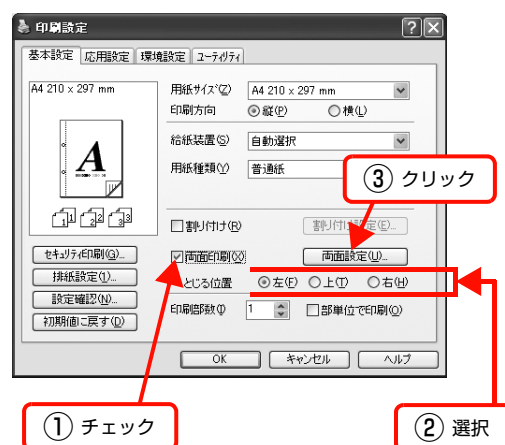 印刷設定
基本設定 応用設定 環境設定 ユーティリティ
A4 210 x 297 mm
用紙サイズ(Z) A4 210 x 297 mm
印刷方向 縦(P) 横(L)
給紙装置(S) 自動選択
用紙種類(Y) 普通紙
③ クリック
A
1 1 2 2 3 3
割り付け(R) 割り付け設定(E)...
セキュリティ印刷(Q)... 両面印刷(X) 両面設定(U)...
排紙設定(1)... とじる位置 左(F) 上(T) 右(H)
設定確認(N)... 印刷部数(I) 1 部単位で印刷(O)
初期値に戻す(D)
OK キャンセル ヘルプ
① チェック
② 選択